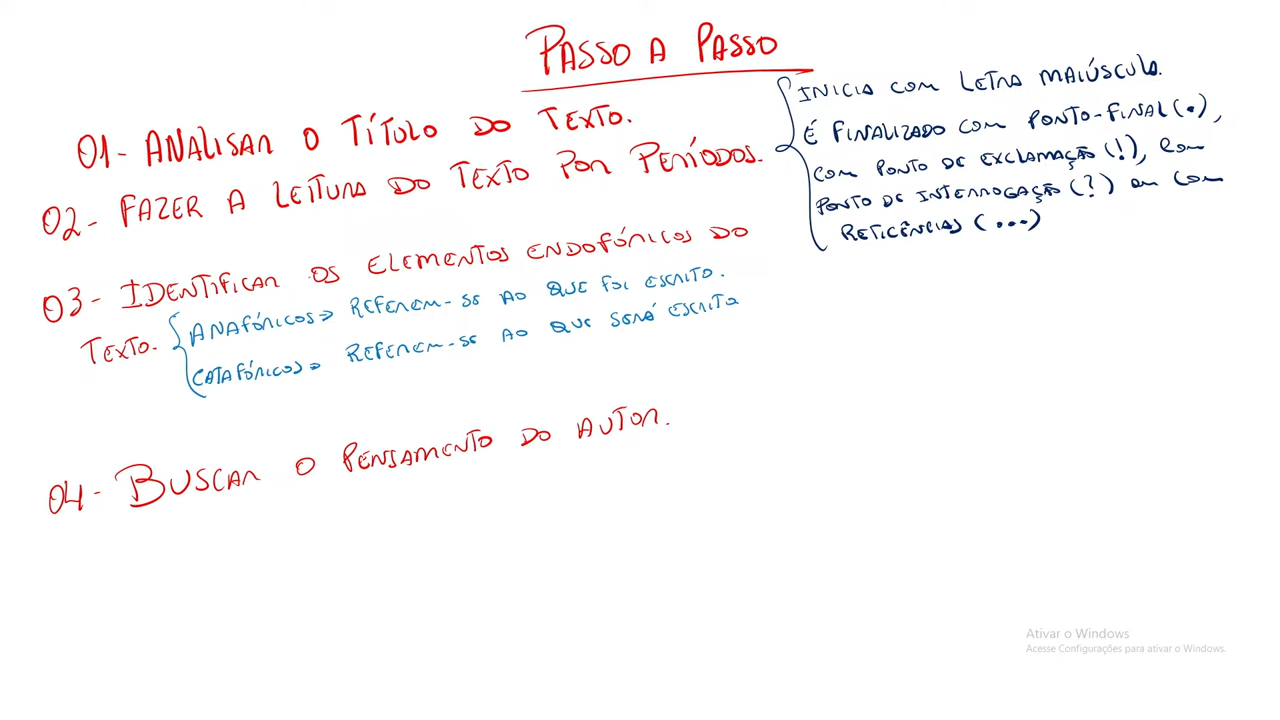 PASSO A PASSO
01- ANALISAR O TÍTULO DO TEXTO.
02- FAZER A LEITURA DO TEXTO POR PERÍODOS.
INICIA COM LETRA MAIÚSCULA.
É FINALIZADO COM PONTO-FINAL (.),
COM PONTO DE EXCLAMAÇÃO (!), COM
PONTO DE INTERROGAÇÃO (?) OU COM
RETICÊNCIAS (...)
03- IDENTIFICAR OS ELEMENTOS ENDOFÓRICOS DO
TEXTO.
ANAFÓRICOS => REFEREM-SE AO QUE FOI ESCRITO.
CATAFÓRICOS => REFEREM-SE AO QUE SERÁ ESCRITO
04- BUSCAR O PENSAMENTO DO AUTOR.
Ativar o Windows
Acesse Configurações para ativar o Windows.